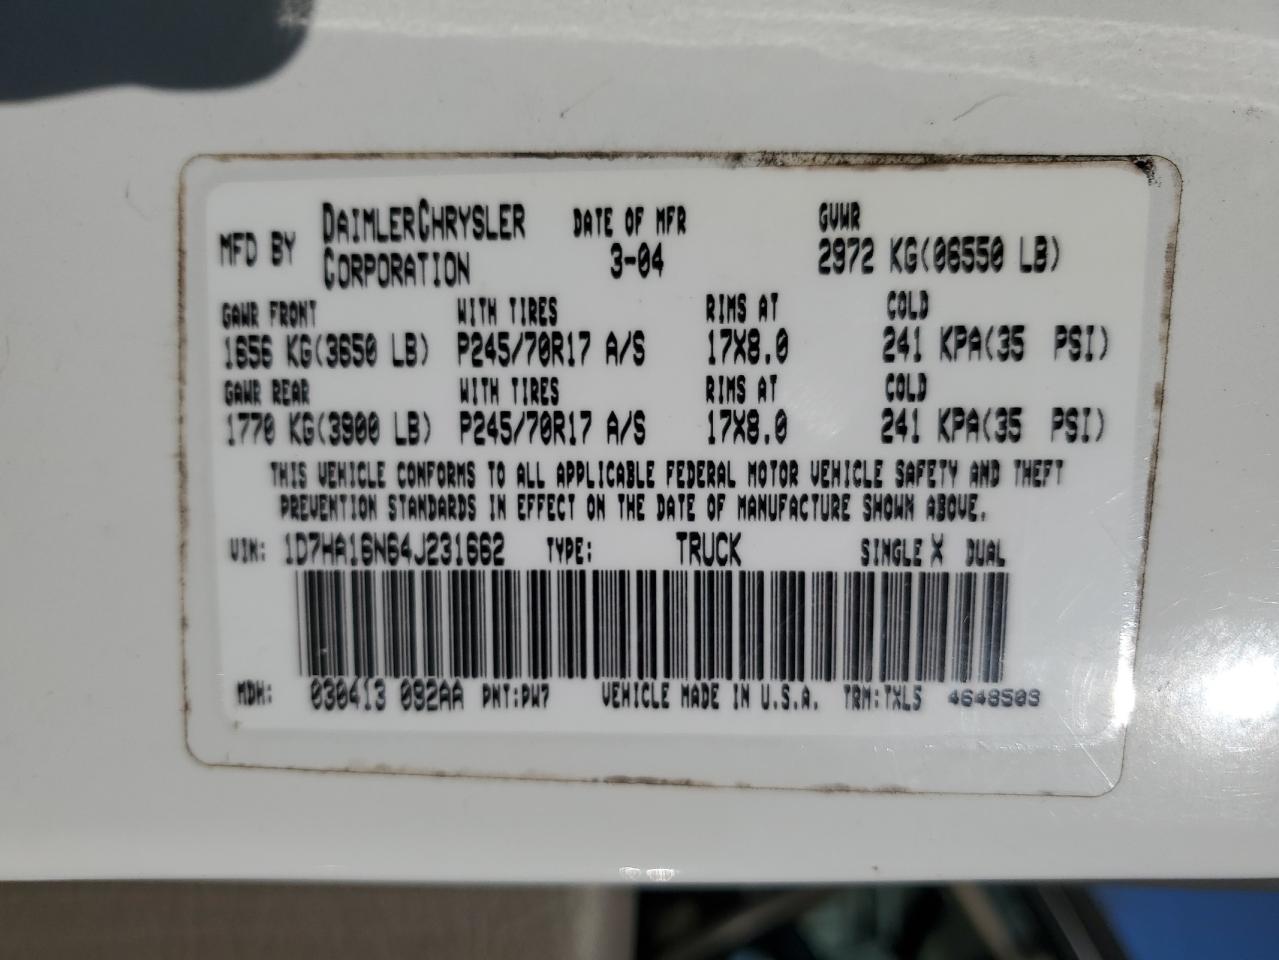 MFD BY DAIMLERCHRYSLER CORPORATION DATE OF MFR 3-04 GVWR 2972 KG(06550 LB)
GAWR FRONT WITH TIRES RIMS AT COLD
1656 KG(3650 LB) P245/70R17 A/S 17X8.0 241 KPA(35 PSI)
GAWR REAR WITH TIRES RIMS AT COLD
1770 KG(3900 LB) P245/70R17 A/S 17X8.0 241 KPA(35 PSI)
THIS VEHICLE CONFORMS TO ALL APPLICABLE FEDERAL MOTOR VEHICLE SAFETY AND THEFT
PREVENTION STANDARDS IN EFFECT ON THE DATE OF MANUFACTURE SHOWN ABOVE.
VIN: 1D7HA16N64J231662 TYPE: TRUCK SINGLE X DUAL
MDH: 030413 092AA PNT:PW7 VEHICLE MADE IN U.S.A. TRM:TXL5 4648503